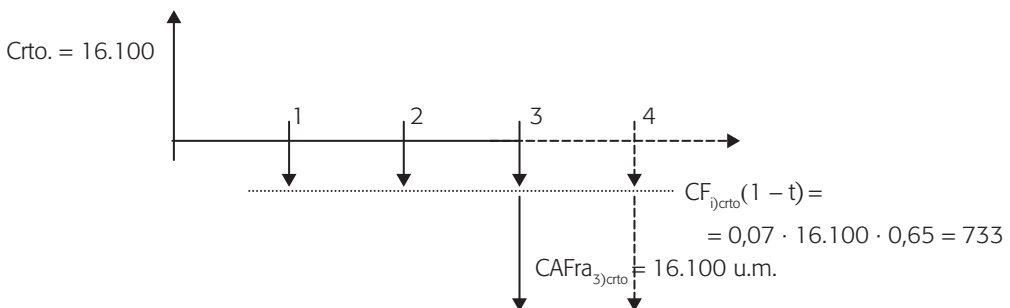 Crto. = 16.100
1 2 3 4
CF_i)crto(1 – t) =
= 0,07 · 16.100 · 0,65 = 733
CAFra_3)crto = 16.100 u.m.